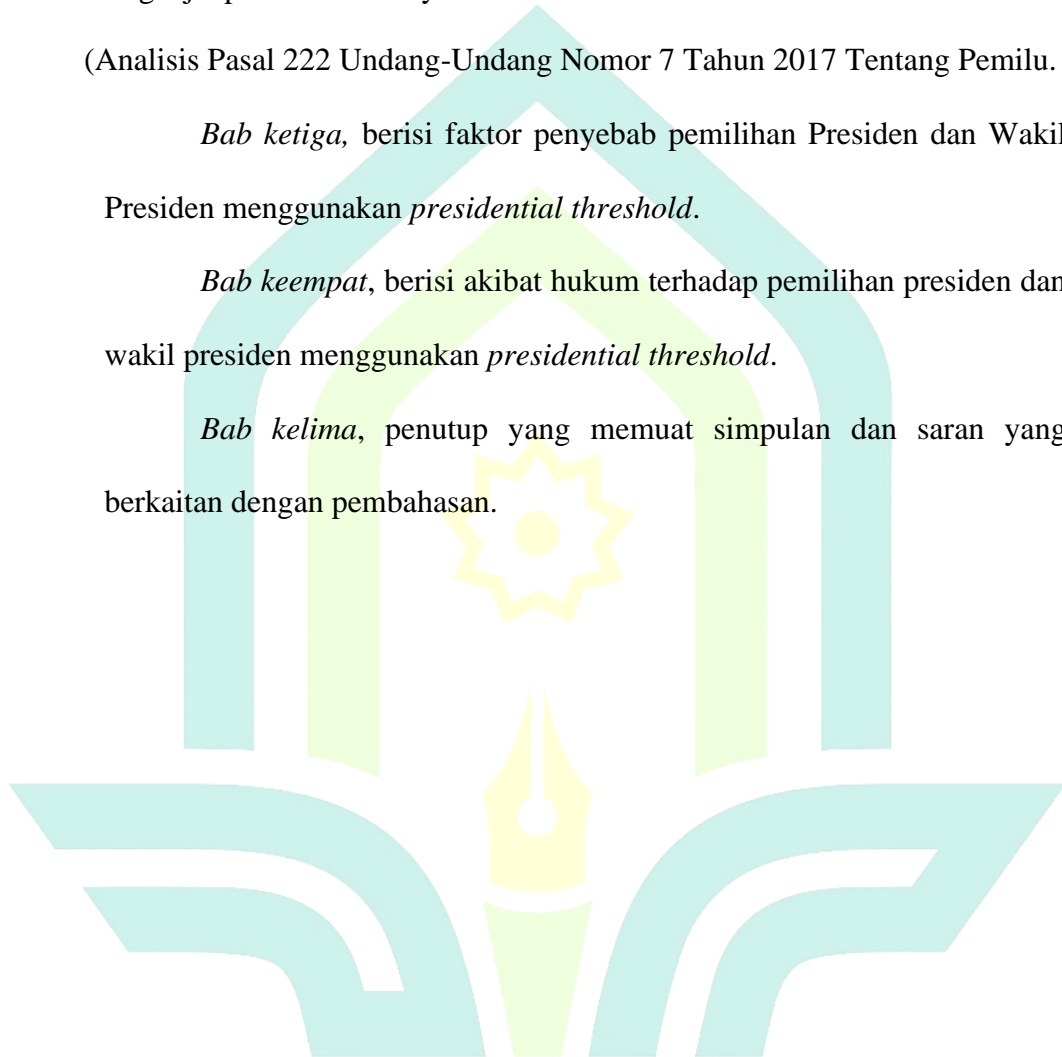 (Analisis Pasal 222 Undang-Undang Nomor 7 Tahun 2017 Tentang Pemilu.
Bab ketiga, berisi faktor penyebab pemilihan Presiden dan Wakil
Presiden menggunakan presidential threshold.
Bab keempat, berisi akibat hukum terhadap pemilihan presiden dan
wakil presiden menggunakan presidential threshold.
Bab kelima, penutup yang memuat simpulan dan saran yang
berkaitan dengan pembahasan.